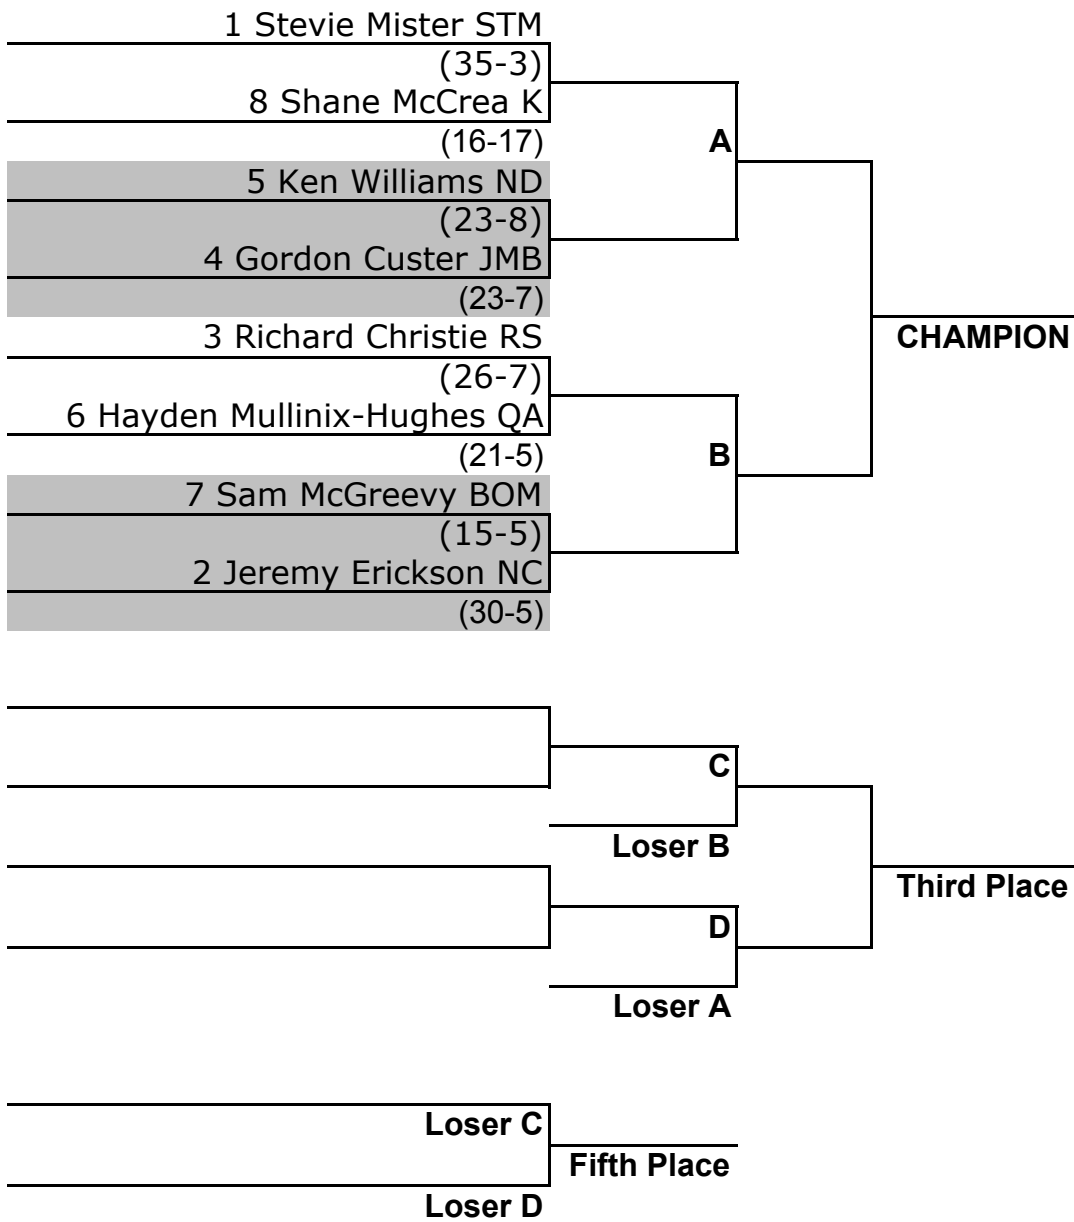 1 Stevie Mister STM
(35-3)
8 Shane McCrea K
(16-17)
A
5 Ken Williams ND
(23-8)
4 Gordon Custer JMB
(23-7)
3 Richard Christie RS
CHAMPION
(26-7)
6 Hayden Mullinix-Hughes QA
(21-5)
B
7 Sam McGreevy BOM
(15-5)
2 Jeremy Erickson NC
(30-5)
C
Loser B
Third Place
D
Loser A
Loser C
Fifth Place
Loser D